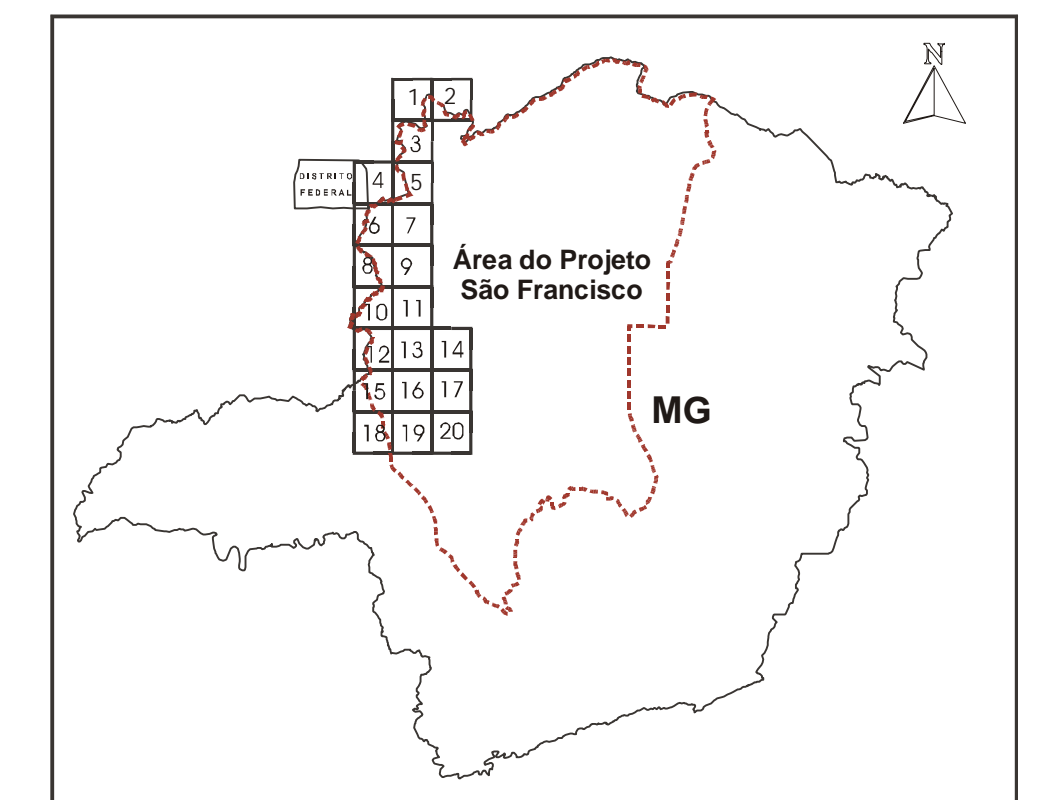 N
1 2
3
DISTRITO
FEDERAL
4 5
6 7
8 9
Área do Projeto
São Francisco
10 11
12 13 14
15 16 17
MG
18 19 20